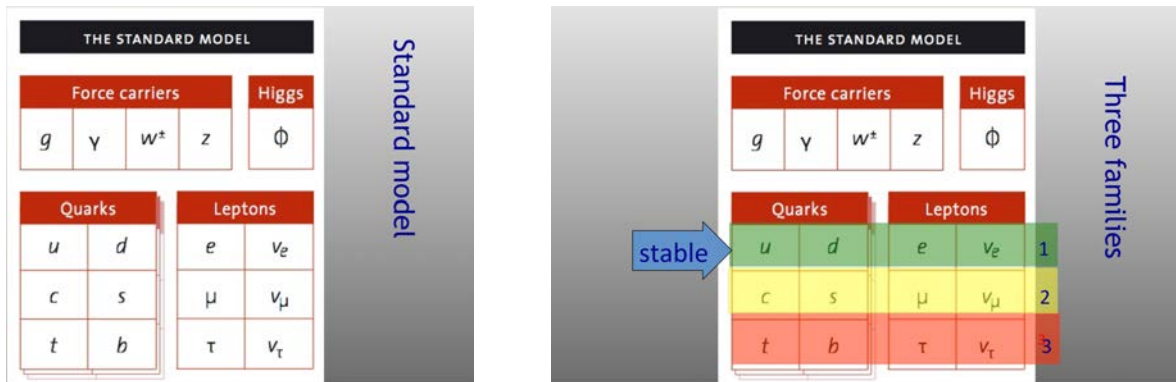 THE STANDARD MODEL
Force carriers Higgs
g γ w± z ϕ
Quarks Leptons
u d e νe
c s μ νμ
t b τ ντ
Standard model
THE STANDARD MODEL
Force carriers Higgs
g γ w± z ϕ
Quarks Leptons
stable u d e νe 1
c s μ νμ 2
t b τ ντ 3
Three families